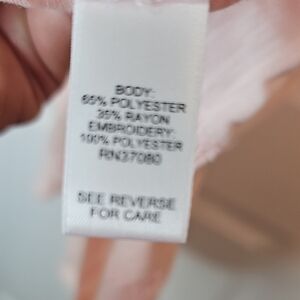 BODY:
65% POLYESTER
35% RAYON
EMBROIDERY:
100% POLYESTER
RN37080
SEE REVERSE
FOR CARE